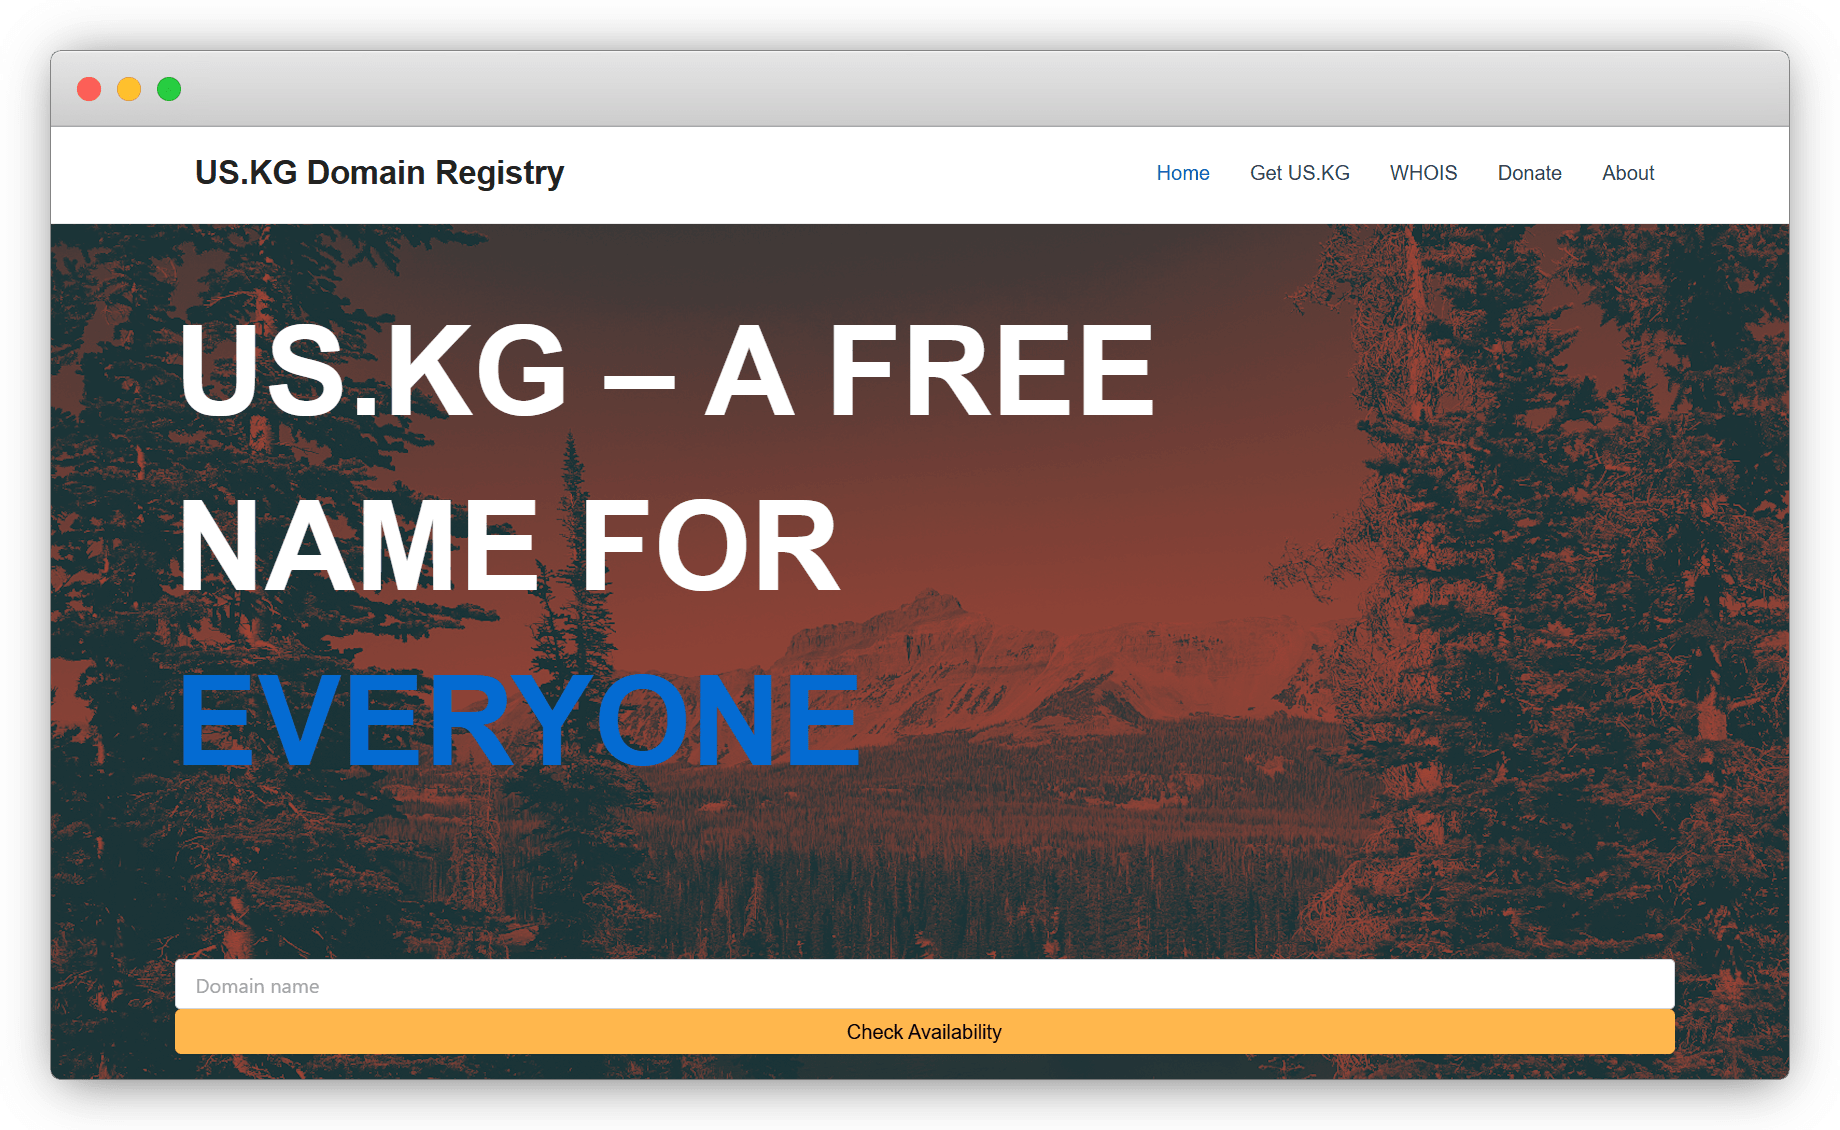 US.KG Domain Registry
Home Get US.KG WHOIS Donate About
US.KG – A FREE
NAME FOR
EVERYONE
Domain name
Check Availability